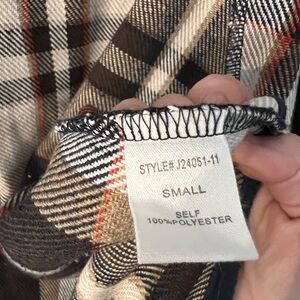 STYLE# J24051-11
SMALL
SELF
100%POLYESTER